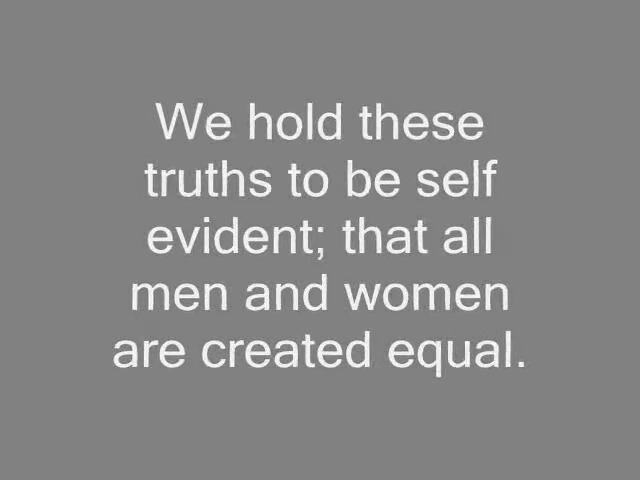 We hold these
truths to be self
evident; that all
men and women
are created equal.